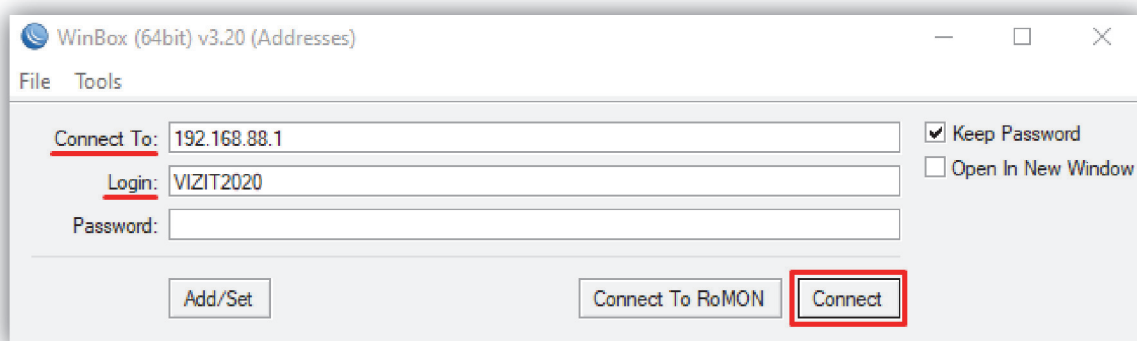 WinBox (64bit) v3.20 (Addresses)
File Tools
Connect To: 192.168.88.1
Keep Password
Login: VIZIT2020
Open In New Window
Password:
Add/Set Connect To RoMON Connect